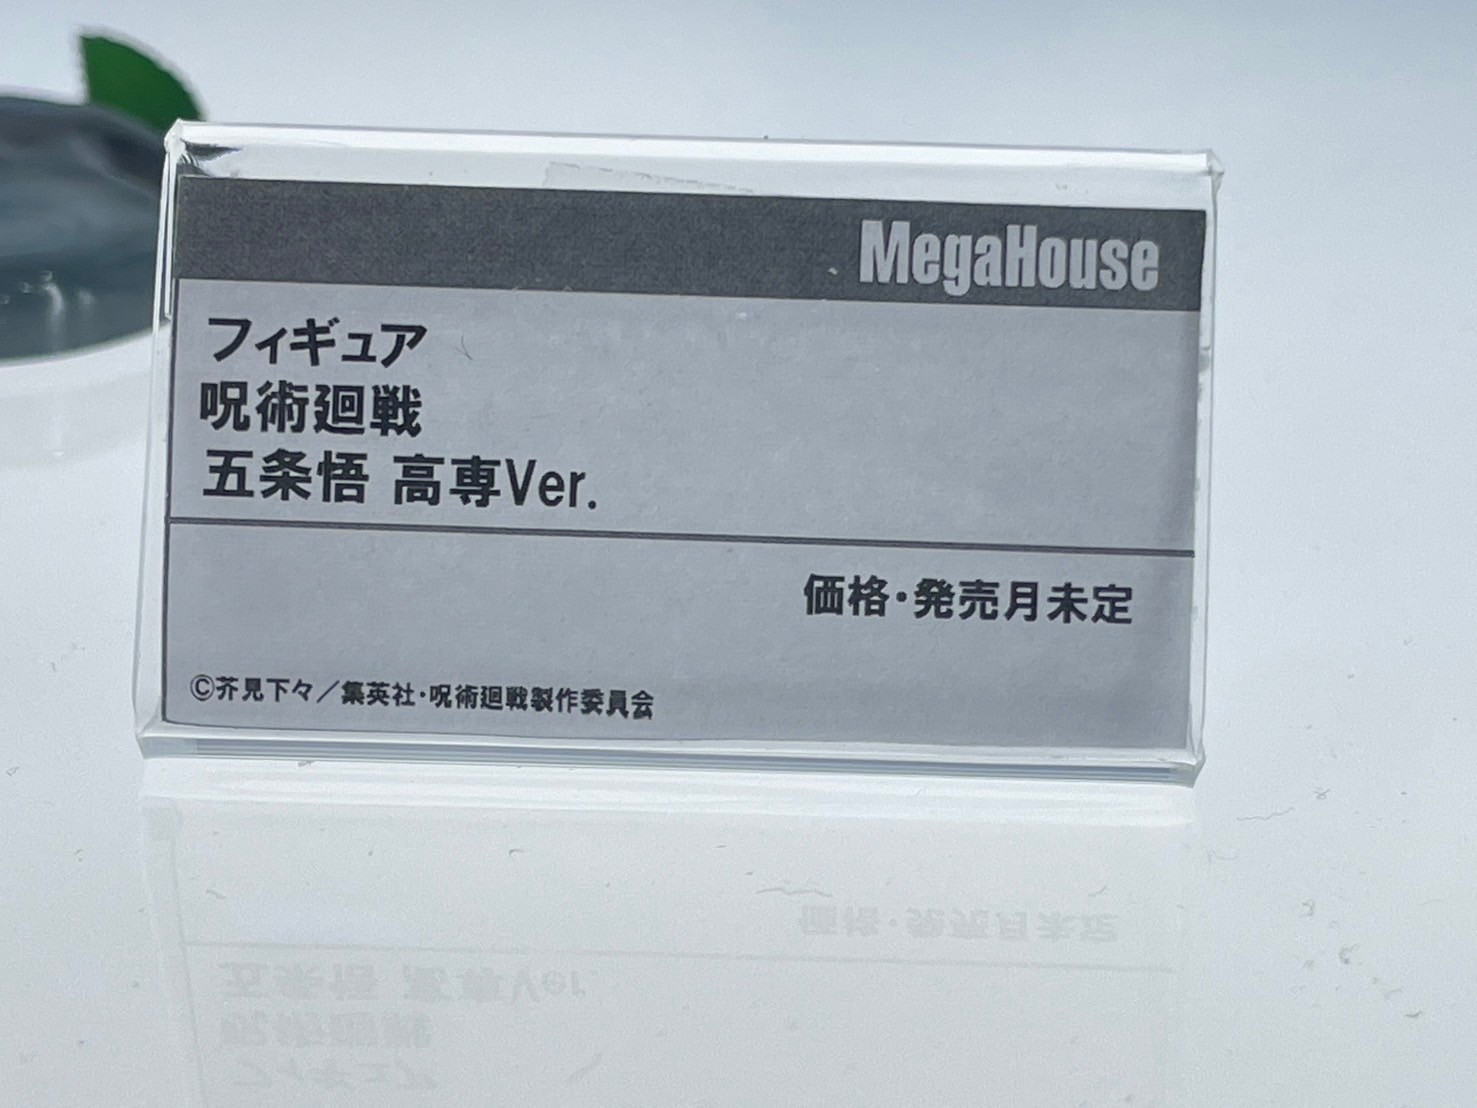 MegaHouse
フィギュア
呪術廻戦
五条悟 高専Ver.
価格・発売月未定
©芥見下々／集英社・呪術廻戦製作委員会